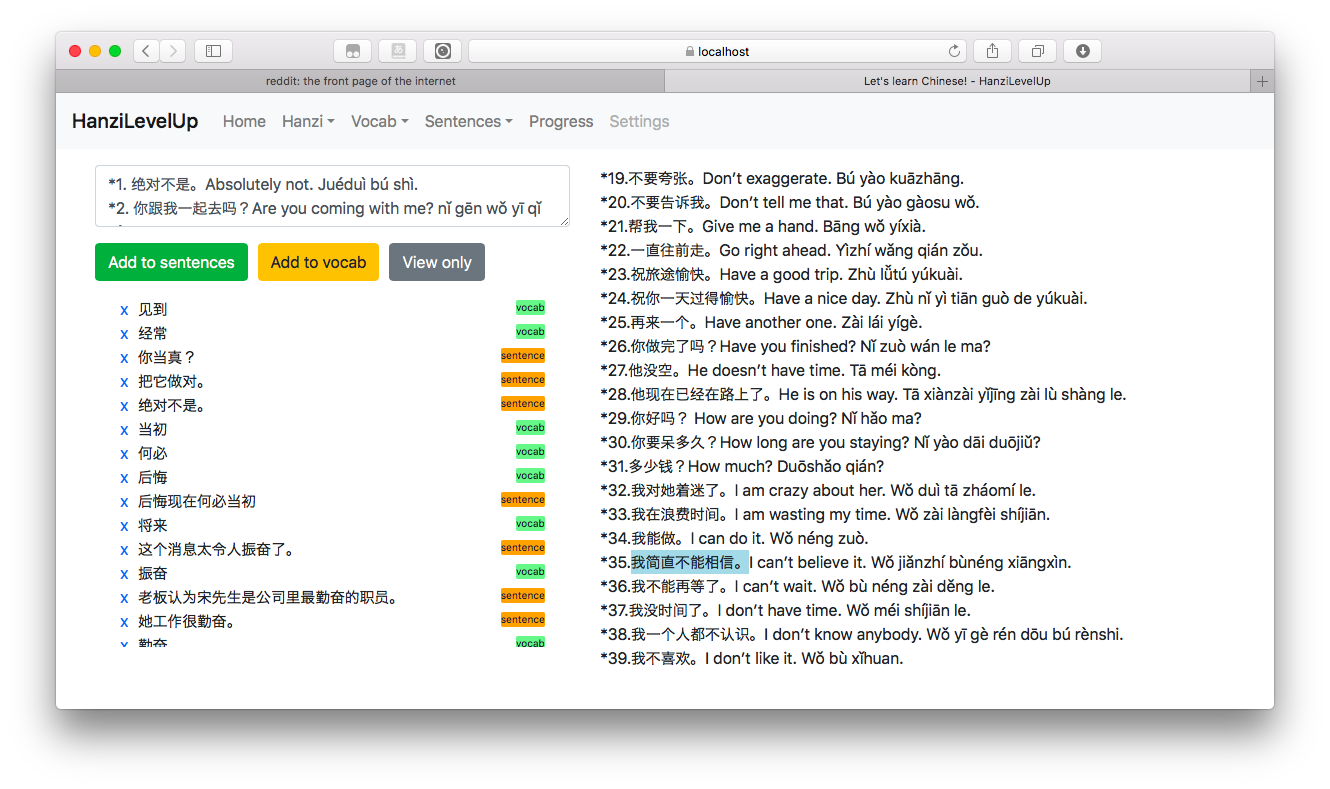 localhost
reddit: the front page of the internet
Let's learn Chinese! - HanziLevelUp
HanziLevelUp Home Hanzi Vocab Sentences Progress Settings
*1. 绝对不是。Absolutely not. Juéduì bú shì.
*2. 你跟我一起去吗？Are you coming with me? nǐ gēn wǒ yī qǐ
Add to sentences Add to vocab View only
x 见到 vocab
x 经常 vocab
x 你当真？ sentence
x 把它做对。 sentence
x 绝对不是。 sentence
x 当初 vocab
x 何必 vocab
x 后悔 vocab
x 后悔现在何必当初 sentence
x 将来 vocab
x 这个消息太令人振奋了。 sentence
x 振奋 vocab
x 老板认为宋先生是公司里最勤奋的职员。 sentence
x 她工作很勤奋。 sentence
x 勤奋 vocab
*19.不要夸张。Don’t exaggerate. Bú yào kuāzhāng.
*20.不要告诉我。Don’t tell me that. Bú yào gàosu wǒ.
*21.帮我一下。Give me a hand. Bāng wǒ yíxià.
*22.一直往前走。Go right ahead. Yìzhí wǎng qián zǒu.
*23.祝旅途愉快。Have a good trip. Zhù lǚtú yúkuài.
*24.祝你一天过得愉快。Have a nice day. Zhù nǐ yì tiān guò de yúkuài.
*25.再来一个。Have another one. Zài lái yígè.
*26.你做完了吗？Have you finished? Nǐ zuò wán le ma?
*27.他没空。He doesn’t have time. Tā méi kòng.
*28.他现在已经在路上了。He is on his way. Tā xiànzài yǐjīng zài lù shàng le.
*29.你好吗？ How are you doing? Nǐ hǎo ma?
*30.你要呆多久？How long are you staying? Nǐ yào dāi duōjiǔ?
*31.多少钱？How much? Duōshǎo qián?
*32.我对她着迷了。I am crazy about her. Wǒ duì tā zháomí le.
*33.我在浪费时间。I am wasting my time. Wǒ zài làngfèi shíjiān.
*34.我能做。I can do it. Wǒ néng zuò.
*35.我简直不能相信。I can’t believe it. Wǒ jiǎnzhí bùnéng xiāngxìn.
*36.我不能再等了。I can’t wait. Wǒ bù néng zài děng le.
*37.我没时间了。I don’t have time. Wǒ méi shíjiān le.
*38.我一个人都不认识。I don’t know anybody. Wǒ yī gè rén dōu bú rènshi.
*39.我不喜欢。I don’t like it. Wǒ bù xǐhuan.